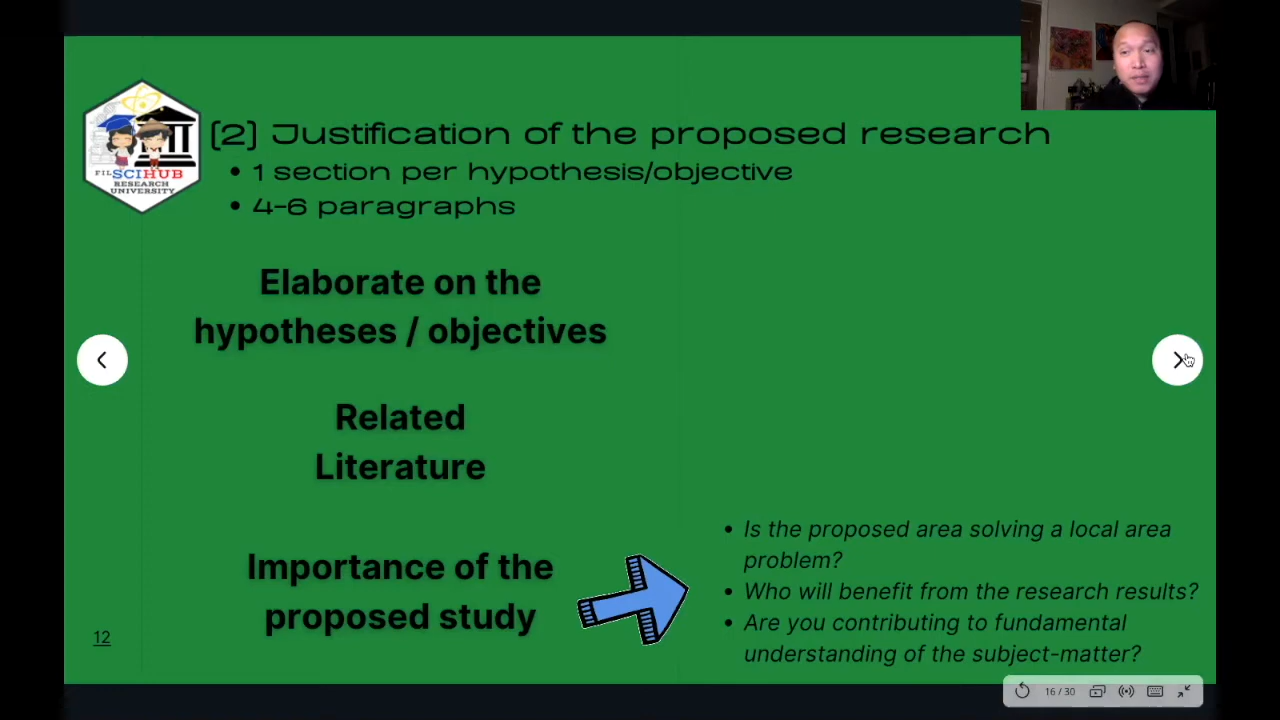 (2) Justification of the proposed research
• 1 section per hypothesis/objective
• 4-6 paragraphs
FILSCIHUB
RESEARCH
UNIVERSITY
Elaborate on the
hypotheses / objectives
Related
Literature
Importance of the
proposed study
• Is the proposed area solving a local area
problem?
• Who will benefit from the research results?
• Are you contributing to fundamental
understanding of the subject-matter?
12
16 / 30